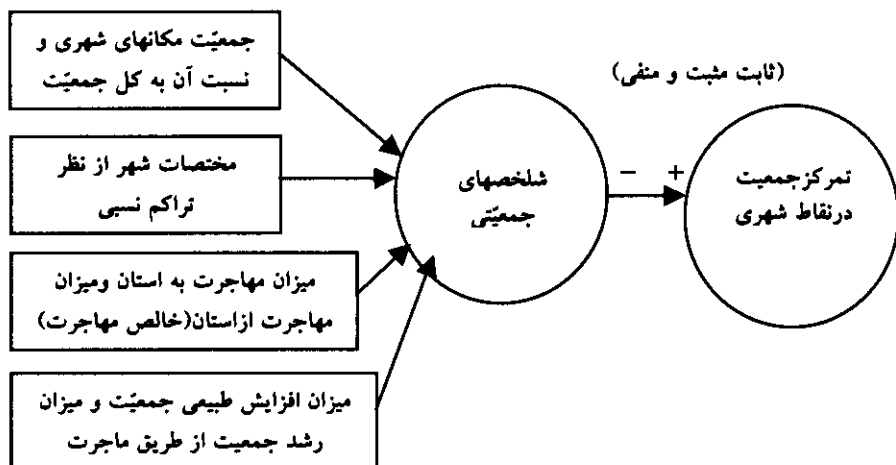 جمعیّت مکانهای شهری و
نسبت آن به کل جمعیّت
مختصات شهر از نظر
تراکم نسبی
میزان مهاجرت به استان ومیزان
مهاجرت ازاستان(خالص مهاجرت)
میزان افزایش طبیعی جمعیّت و میزان
رشد جمعیت از طریق ماجرت
شلخصهای
جمعیّتی
(ثابت مثبت و منفی)
− +
تمرکزجمعیت
درنقاط شهری